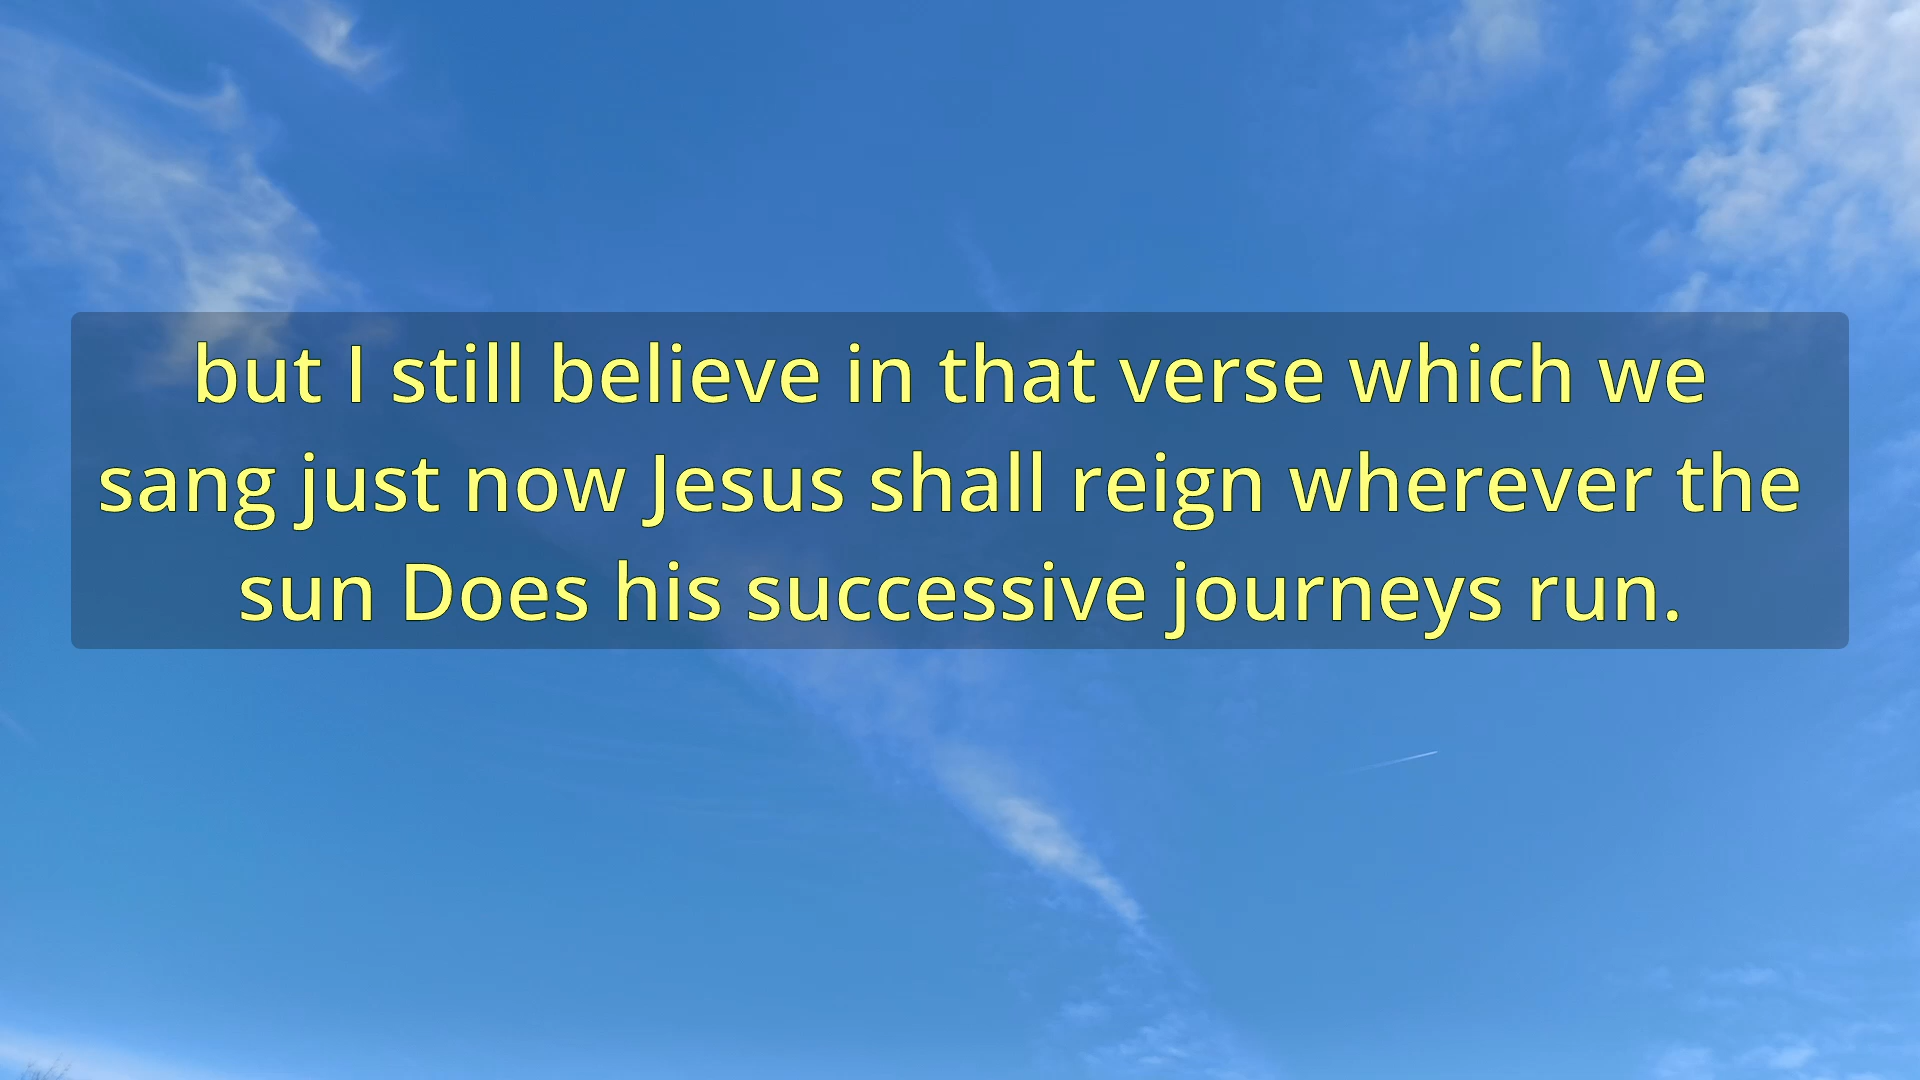 but I still believe in that verse which we
sang just now Jesus shall reign wherever the
sun Does his successive journeys run.